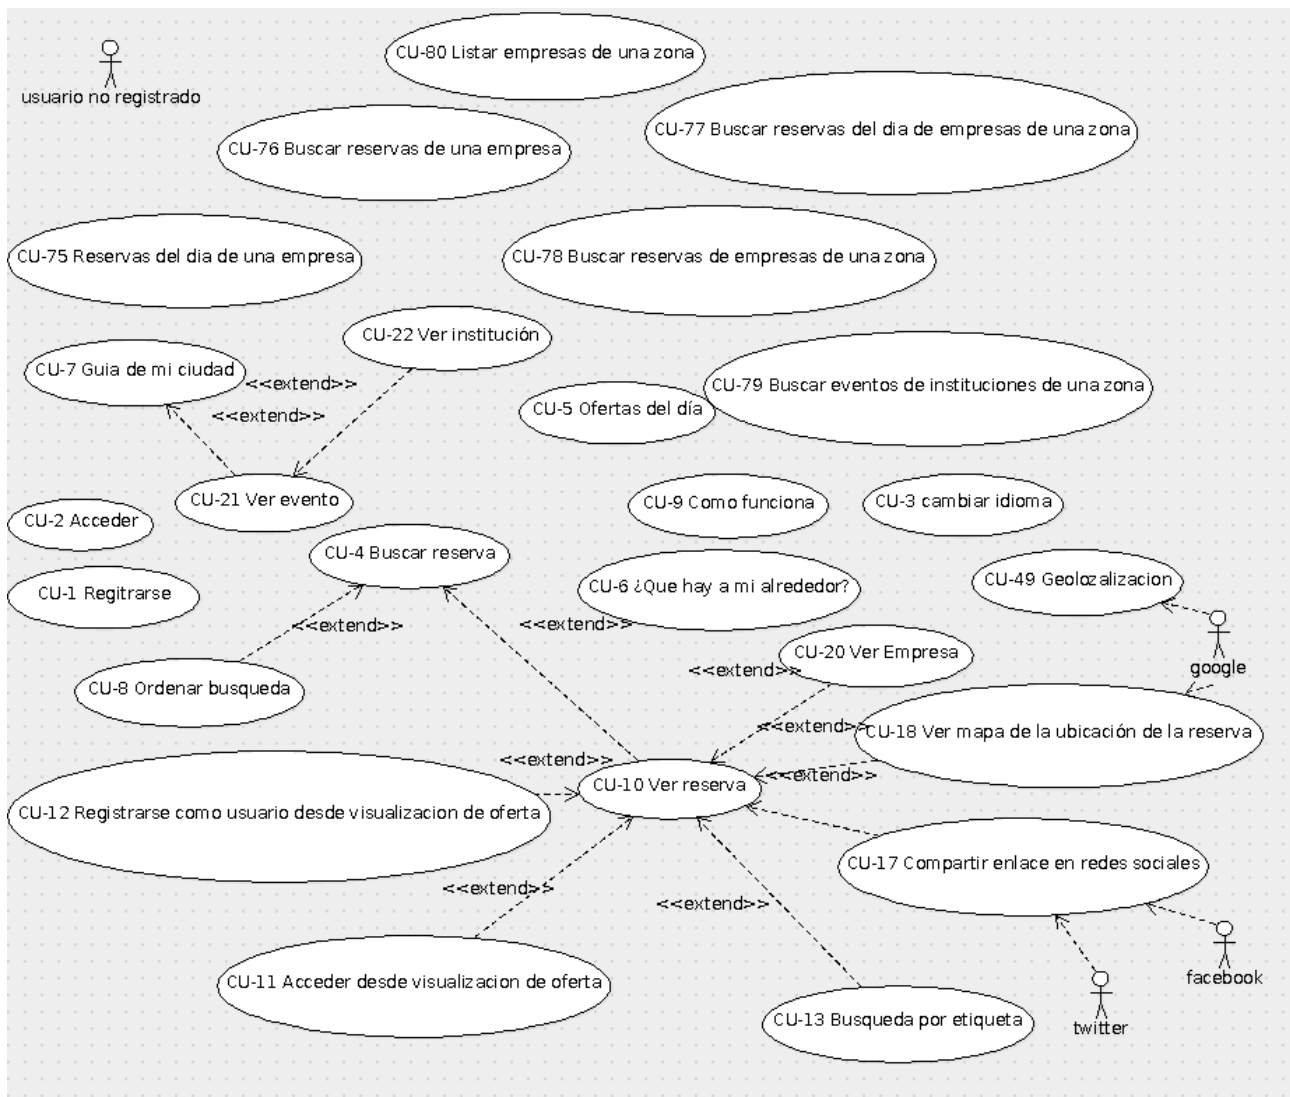 CU-80 Listar empresas de una zona
usuario no registrado
CU-77 Buscar reservas del dia de empresas de una zona
CU-76 Buscar reservas de una empresa
CU-75 Reservas del dia de una empresa
CU-78 Buscar reservas de empresas de una zona
CU-22 Ver institución
CU-7 Guia de mi ciudad
<<extend>>
CU-79 Buscar eventos de instituciones de una zona
<<extend>>
CU-5 Ofertas del día
CU-21 Ver evento
CU-9 Como funciona
CU-3 cambiar idioma
CU-2 Acceder
CU-4 Buscar reserva
CU-6 ¿Que hay a mi alrededor?
CU-49 Geolozalizacion
CU-1 Regitrarse
<<extend>>
<<extend>>
CU-20 Ver Empresa
<<extend>>
google
CU-8 Ordenar busqueda
<<extend>>
CU-18 Ver mapa de la ubicación de la reserva
<<extend>>
<<extend>>
CU-10 Ver reserva
CU-12 Registrarse como usuario desde visualizacion de oferta
CU-17 Compartir enlace en redes sociales
<<extend>>
<<extend>>
CU-11 Acceder desde visualizacion de oferta
facebook
CU-13 Busqueda por etiqueta
twitter